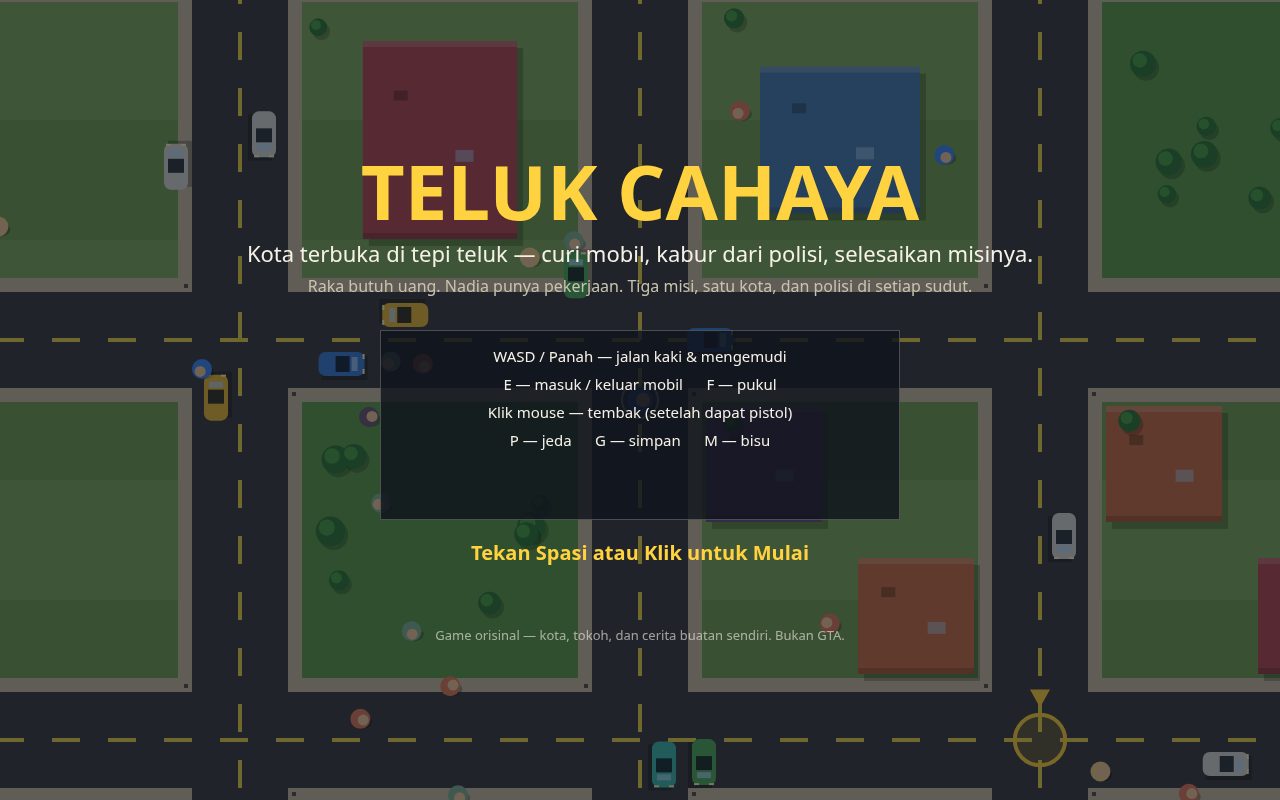 TELUK CAHAYA
Kota terbuka di tepi teluk — curi mobil, kabur dari polisi, selesaikan misinya.
Raka butuh uang. Nadia punya pekerjaan. Tiga misi, satu kota, dan polisi di setiap sudut.
WASD / Panah — jalan kaki & mengemudi
E — masuk / keluar mobil F — pukul
Klik mouse — tembak (setelah dapat pistol)
P — jeda G — simpan M — bisu
Tekan Spasi atau Klik untuk Mulai
Game orisinal — kota, tokoh, dan cerita buatan sendiri. Bukan GTA.